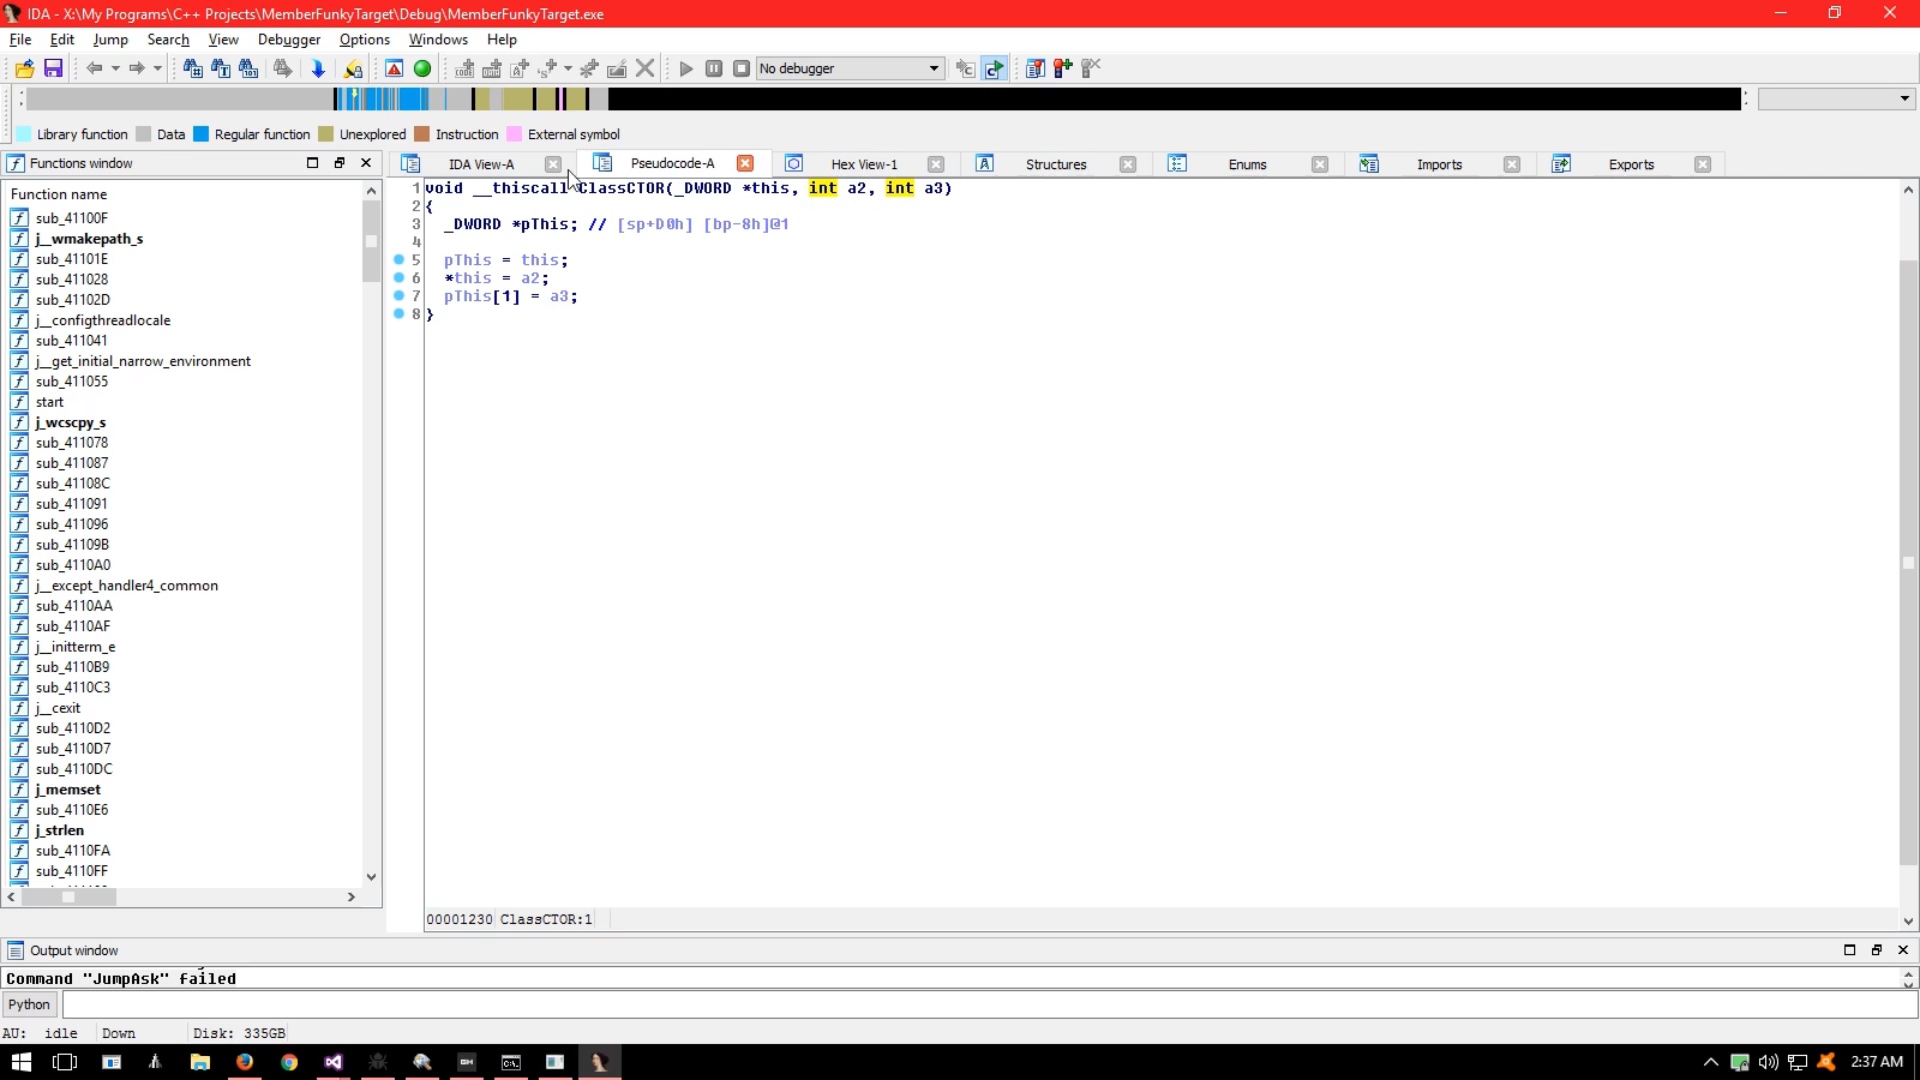 IDA - X:\My Programs\C++ Projects\MemberFunkyTarget\Debug\MemberFunkyTarget.exe
File Edit Jump Search View Debugger Options Windows Help
No debugger
Library function Data Regular function Unexplored Instruction External symbol
Functions window
IDA View-A Pseudocode-A Hex View-1 Structures Enums Imports Exports
Function name
sub_41100F
j__wmakepath_s
sub_41101E
sub_411028
sub_41102D
j__configthreadlocale
sub_411041
j__get_initial_narrow_environment
sub_411055
start
j_wcscpy_s
sub_411078
sub_411087
sub_41108C
sub_411091
sub_411096
sub_41109B
sub_4110A0
j__except_handler4_common
sub_4110AA
sub_4110AF
j__initterm_e
sub_4110B9
sub_4110C3
j__cexit
sub_4110D2
sub_4110D7
sub_4110DC
j_memset
sub_4110E6
j_strlen
sub_4110FA
sub_4110FF
1 void __thiscall ClassCTOR(_DWORD *this, int a2, int a3)
2 {
3 _DWORD *pThis; // [sp+D0h] [bp-8h]@1
4
5 pThis = this;
6 *this = a2;
7 pThis[1] = a3;
8 }
00001230 ClassCTOR:1
Output window
Command "JumpAsk" failed
Python
AU: idle Down Disk: 335GB
2:37 AM